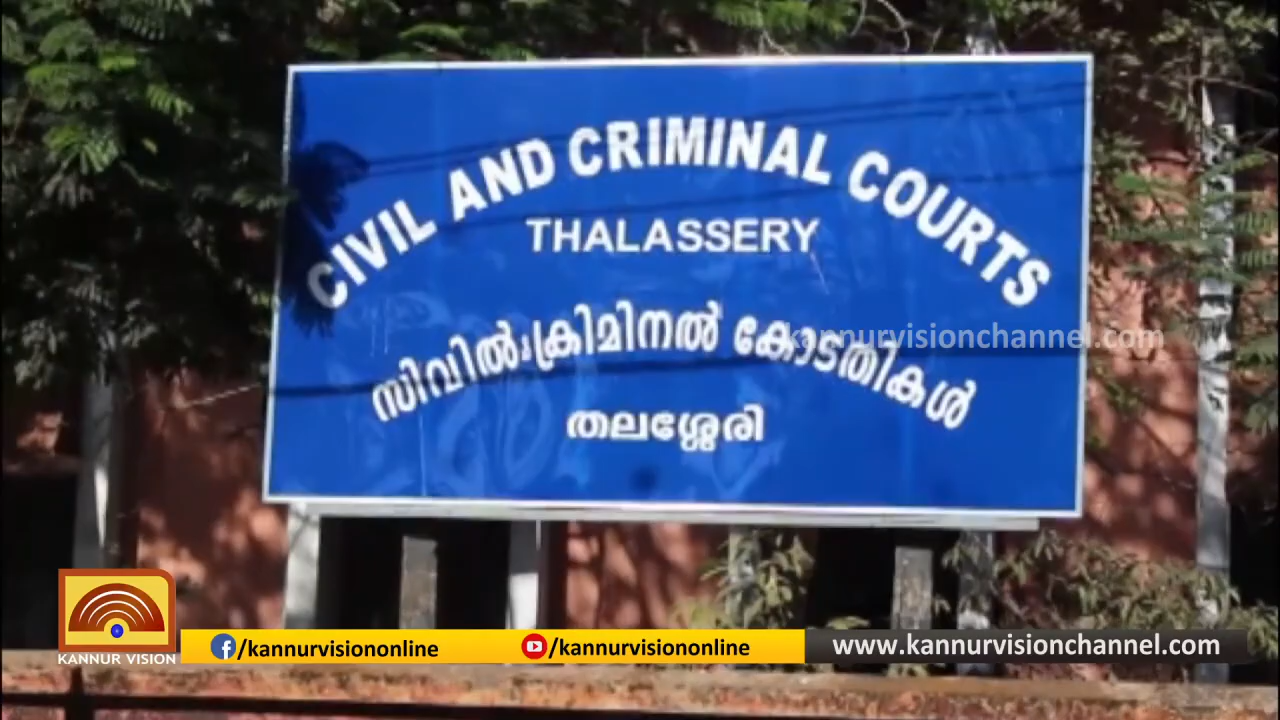 CIVIL AND CRIMINAL COURTS
THALASSERY
സിവിൽ&ക്രിമിനൽ കോടതികൾ
തലശ്ശേരി
kannurvisionchannel.com
KANNUR VISION
/kannurvisiononline
/kannurvisiononline
www.kannurvisionchannel.com